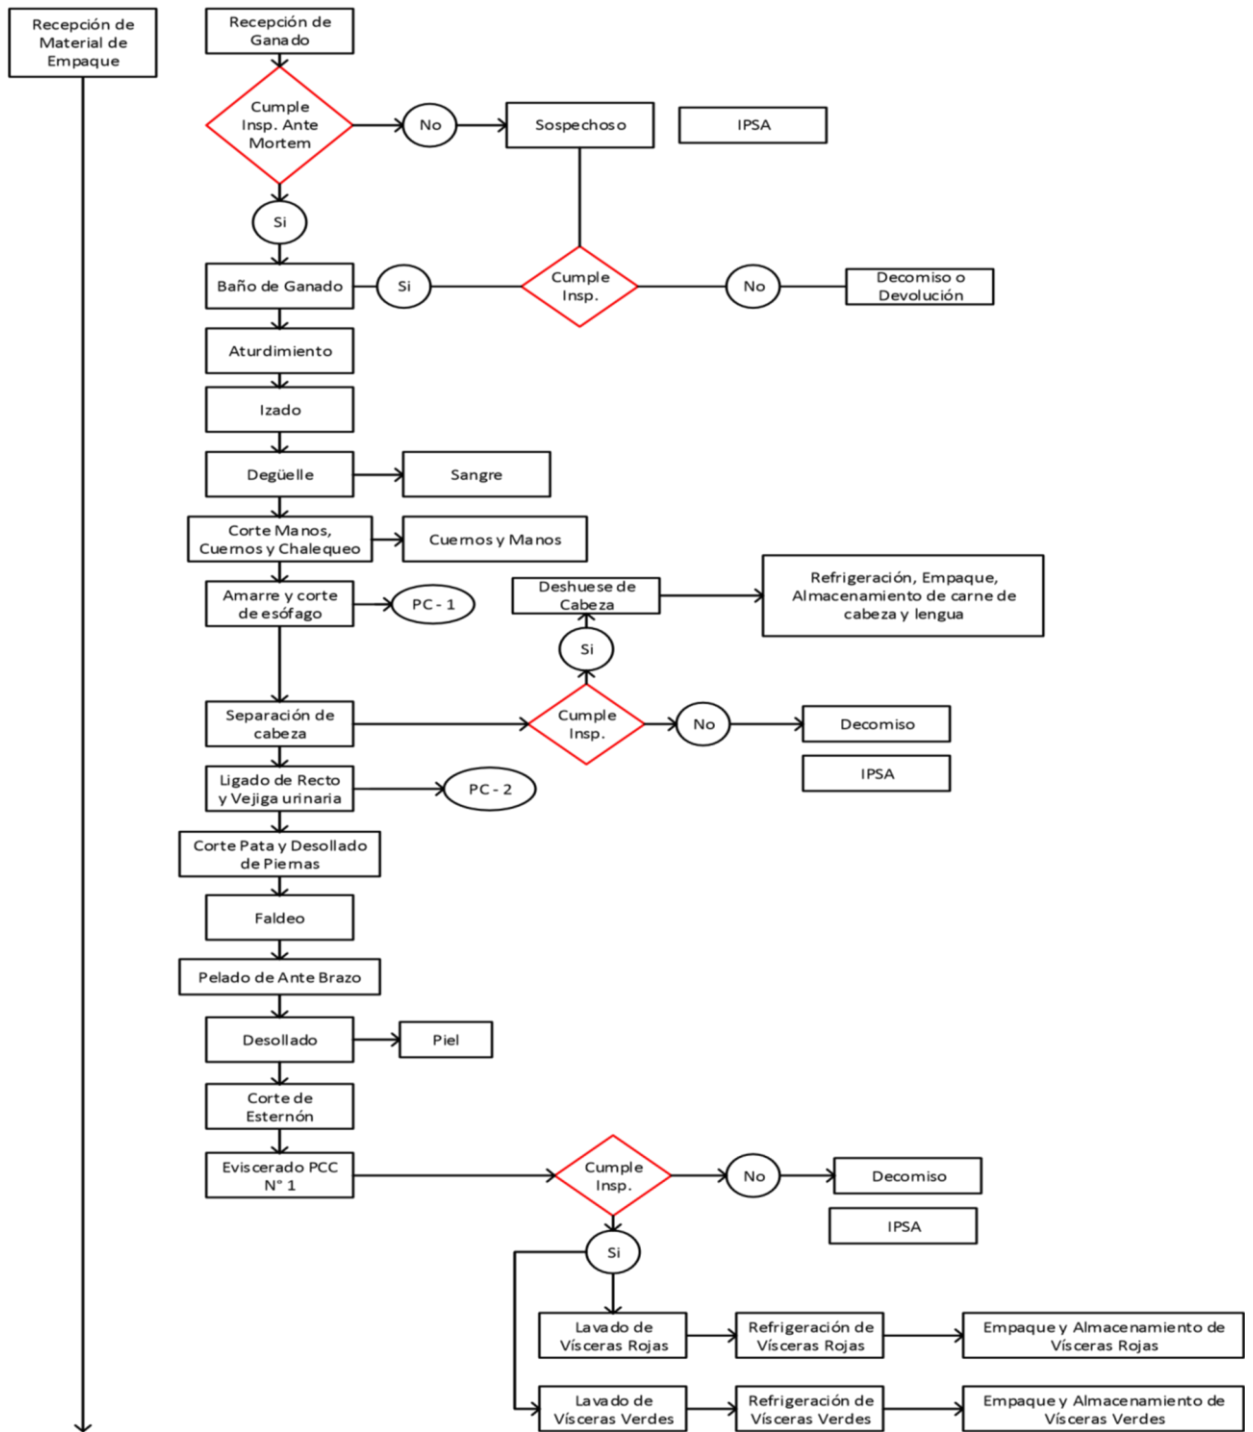 Recepción de
Material de
Empaque
Recepción de
Ganado
Cumple
Insp. Ante
Mortem
No
Sospechoso
IPSA
Si
Baño de Ganado
Si
Cumple
Insp.
No
Decomiso o
Devolución
Aturdimiento
Izado
Degüelle
Sangre
Corte Manos,
Cuernos y Chalequeo
Cuernos y Manos
Amarre y corte
de esófago
PC - 1
Deshuese de
Cabeza
Refrigeración, Empaque,
Almacenamiento de carne de
cabeza y lengua
Si
Separación de
cabeza
Cumple
Insp.
No
Decomiso
IPSA
Ligado de Recto
y Vejiga urinaria
PC - 2
Corte Pata y Desollado
de Piernas
Faldeo
Pelado de Ante Brazo
Desollado
Piel
Corte de
Esternón
Eviscerado PCC
N° 1
Cumple
Insp.
No
Decomiso
IPSA
Si
Lavado de
Vísceras Rojas
Refrigeración de
Vísceras Rojas
Empaque y Almacenamiento de
Vísceras Rojas
Lavado de
Vísceras Verdes
Refrigeración de
Vísceras Verdes
Empaque y Almacenamiento de
Vísceras Verdes